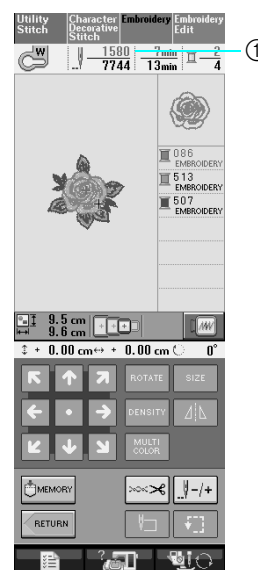 Utility Stitch
Character Decorative Stitch
Embroidery
Embroidery Edit
W
1580 7min 2
7744 13min 4
①
086
EMBROIDERY
513
EMBROIDERY
507
EMBROIDERY
9.5 cm
9.6 cm
+ 0.00 cm ↔ + 0.00 cm 0°
ROTATE SIZE
DENSITY
MULTI COLOR
MEMORY
-/+
RETURN